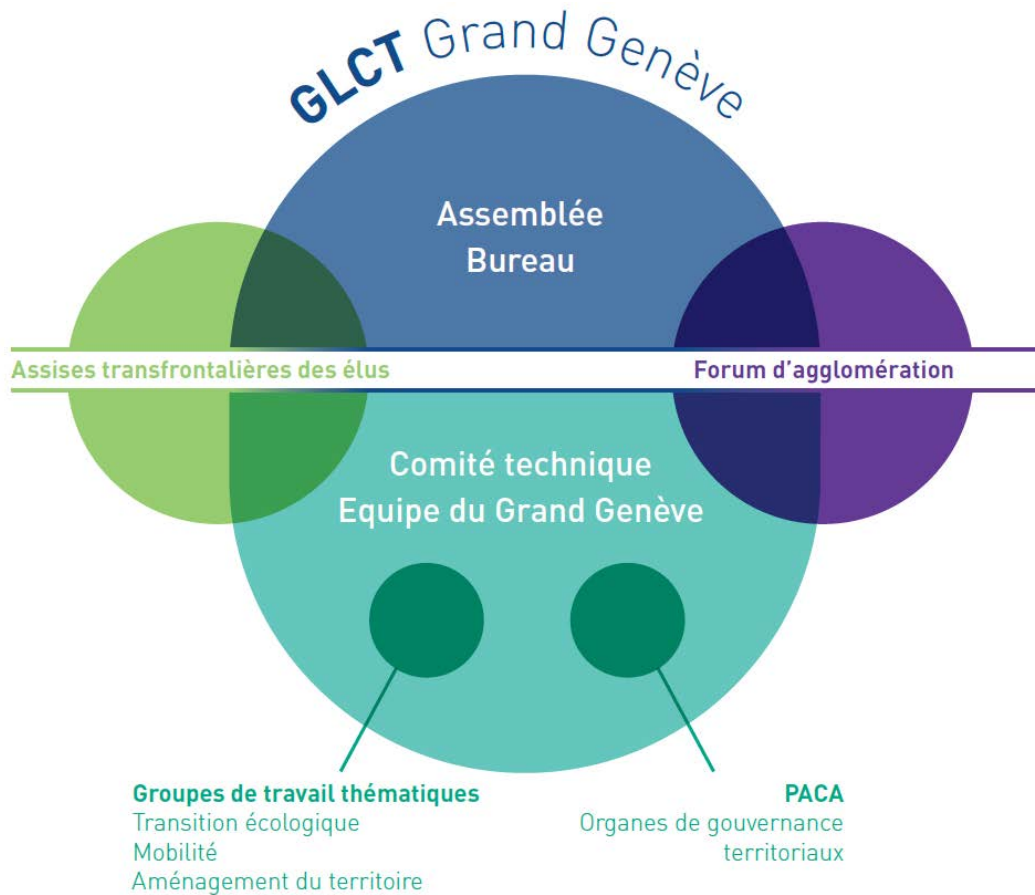 GLCT Grand Genève
Assemblée
Bureau
Assises transfrontalières des élus
Forum d'agglomération
Comité technique
Equipe du Grand Genève
Groupes de travail thématiques
Transition écologique
Mobilité
Aménagement du territoire
PACA
Organes de gouvernance
territoriaux